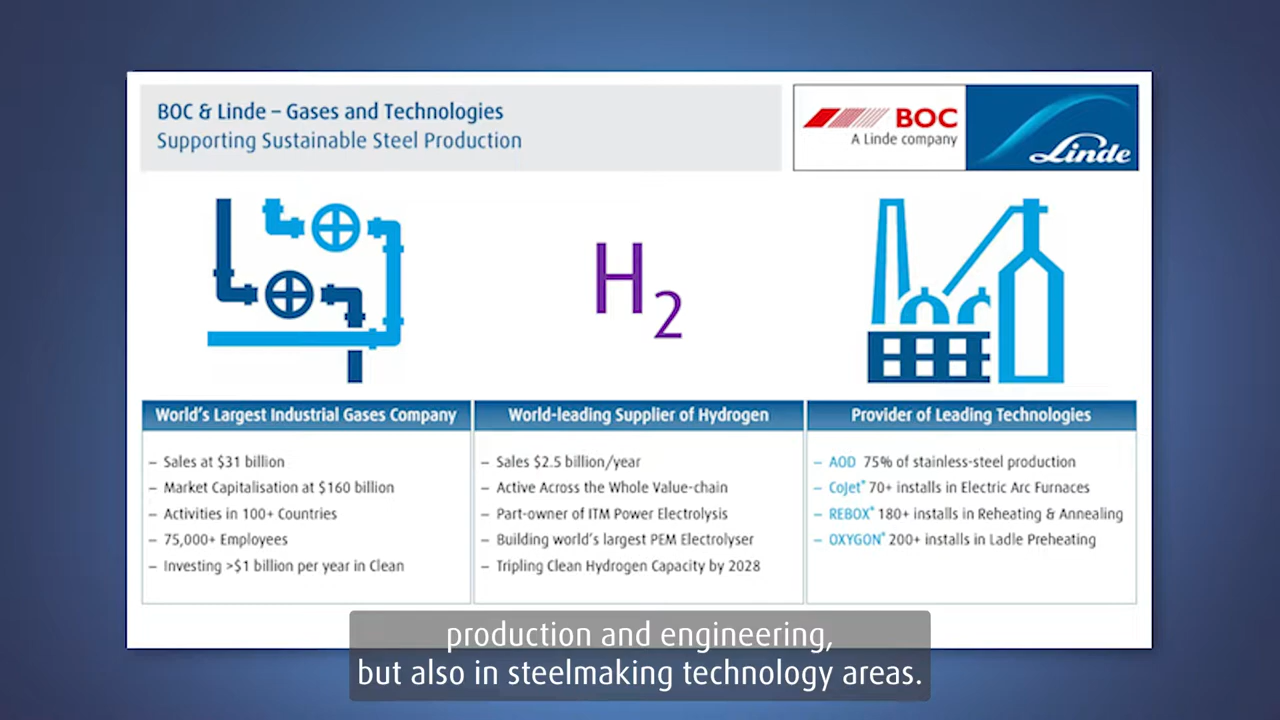 BOC & Linde – Gases and Technologies
Supporting Sustainable Steel Production
BOC
A Linde company
Linde
H2
World's Largest Industrial Gases Company
– Sales at $31 billion
– Market Capitalisation at $160 billion
– Activities in 100+ Countries
– 75,000+ Employees
– Investing >$1 billion per year in Clean
World-leading Supplier of Hydrogen
– Sales $2.5 billion/year
– Active Across the Whole Value-chain
– Part-owner of ITM Power Electrolysis
– Building world's largest PEM Electrolyser
– Tripling Clean Hydrogen Capacity by 2028
Provider of Leading Technologies
– AOD 75% of stainless-steel production
– CoJet® 70+ installs in Electric Arc Furnaces
– REBOX® 180+ installs in Reheating & Annealing
– OXYGON® 200+ installs in Ladle Preheating
production and engineering,
but also in steelmaking technology areas.